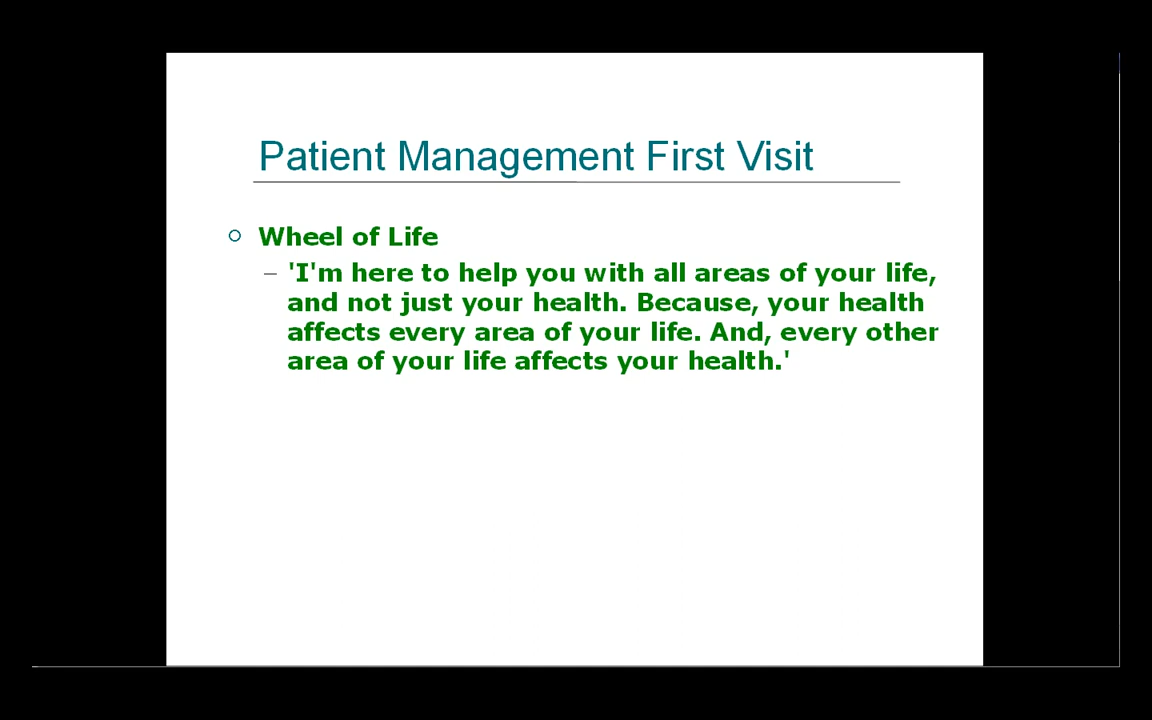 Patient Management First Visit
Wheel of Life
– 'I'm here to help you with all areas of your life,
and not just your health. Because, your health
affects every area of your life. And, every other
area of your life affects your health.'